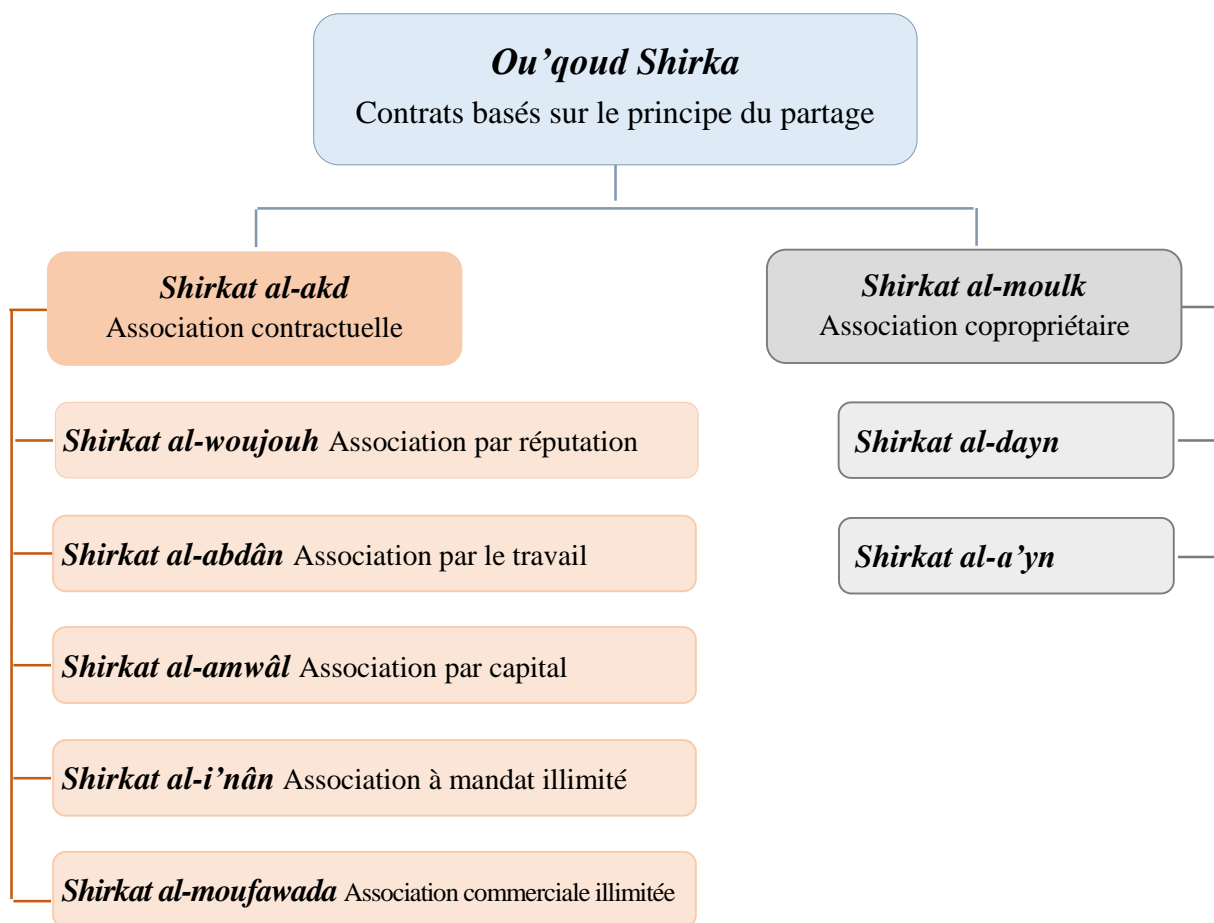 Ou’qoud Shirka
Contrats basés sur le principe du partage
Shirkat al-akd
Association contractuelle
Shirkat al-woujouh Association par réputation
Shirkat al-abdân Association par le travail
Shirkat al-amwâl Association par capital
Shirkat al-i’nân Association à mandat illimité
Shirkat al-moufawada Association commerciale illimitée
Shirkat al-moulk
Association copropriétaire
Shirkat al-dayn
Shirkat al-a’yn